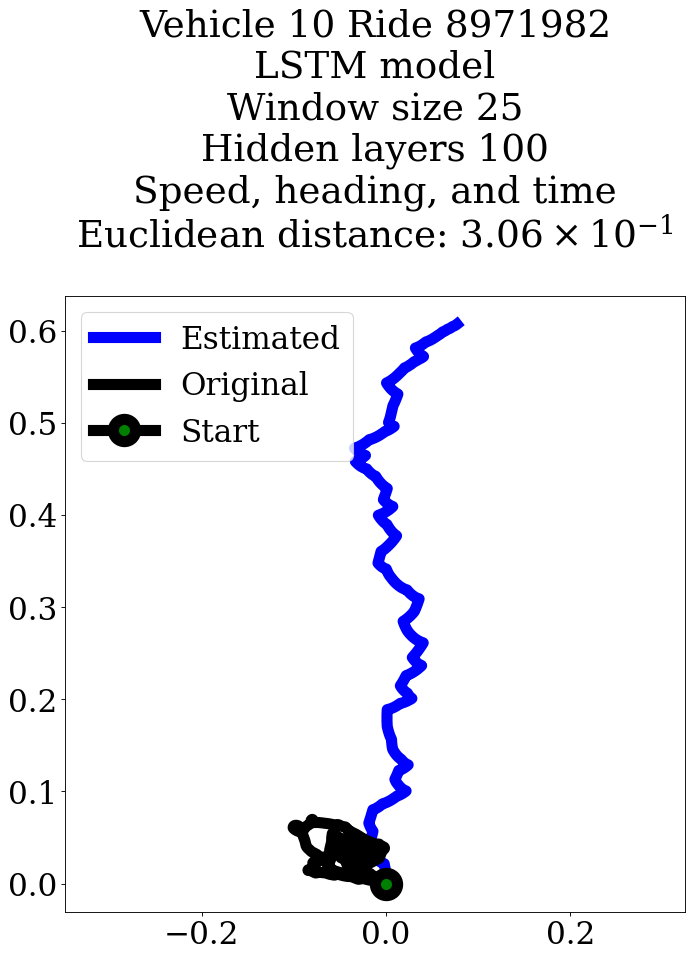 Vehicle 10 Ride 8971982
LSTM model
Window size 25
Hidden layers 100
Speed, heading, and time
Euclidean distance: 3.06 × 10⁻¹
Estimated
Original
Start
0.6
0.5
0.4
0.3
0.2
0.1
0.0
−0.2
0.0
0.2